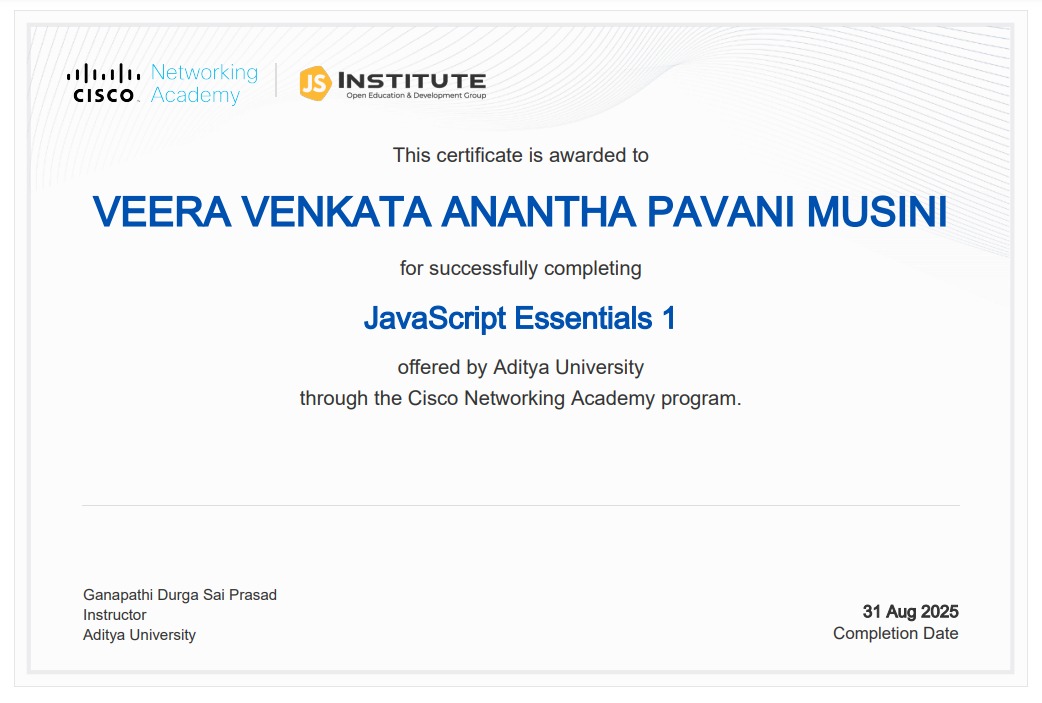 CISCO Networking Academy
JS INSTITUTE
Open Education & Development Group
This certificate is awarded to
VEERA VENKATA ANANTHA PAVANI MUSINI
for successfully completing
JavaScript Essentials 1
offered by Aditya University
through the Cisco Networking Academy program.
Ganapathi Durga Sai Prasad
Instructor
Aditya University
31 Aug 2025
Completion Date